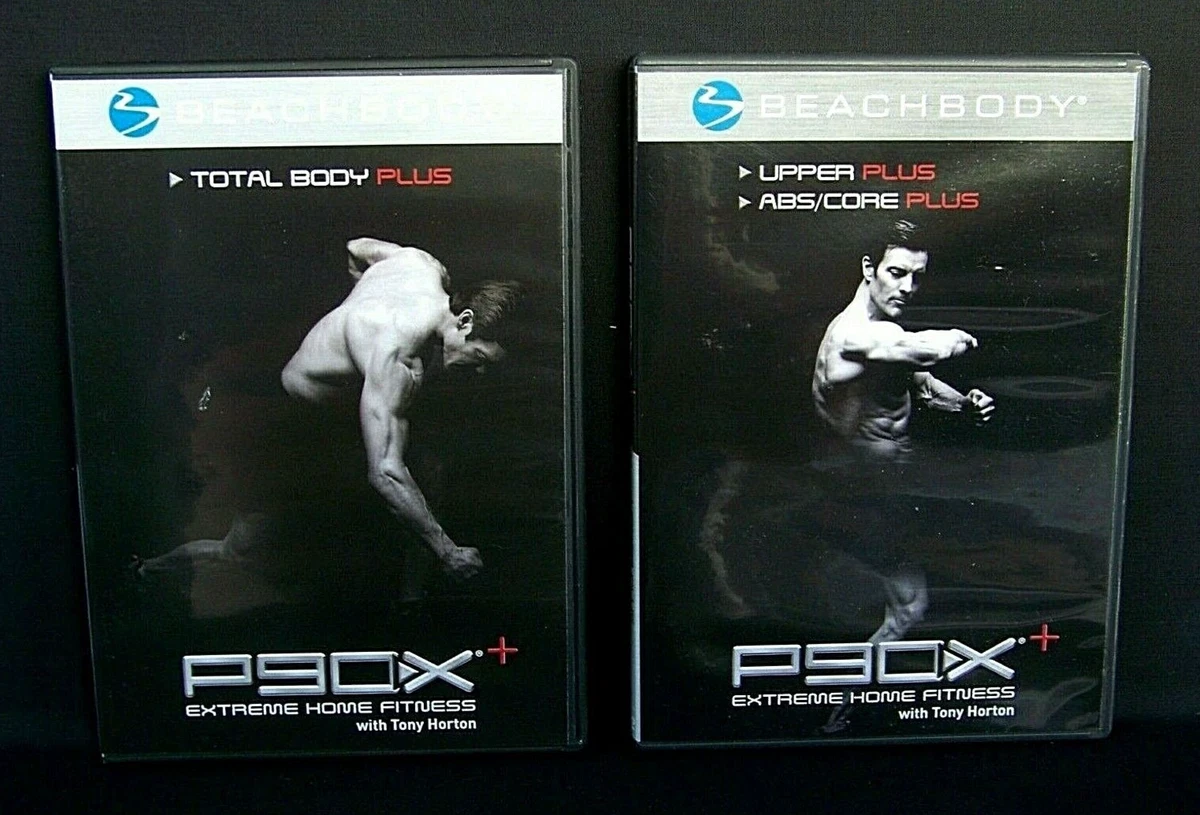 BEACHBODY
TOTAL BODY PLUS
P90X® +
EXTREME HOME FITNESS
with Tony Horton
BEACHBODY®
UPPER PLUS
ABS/CORE PLUS
P90X® +
EXTREME HOME FITNESS
with Tony Horton